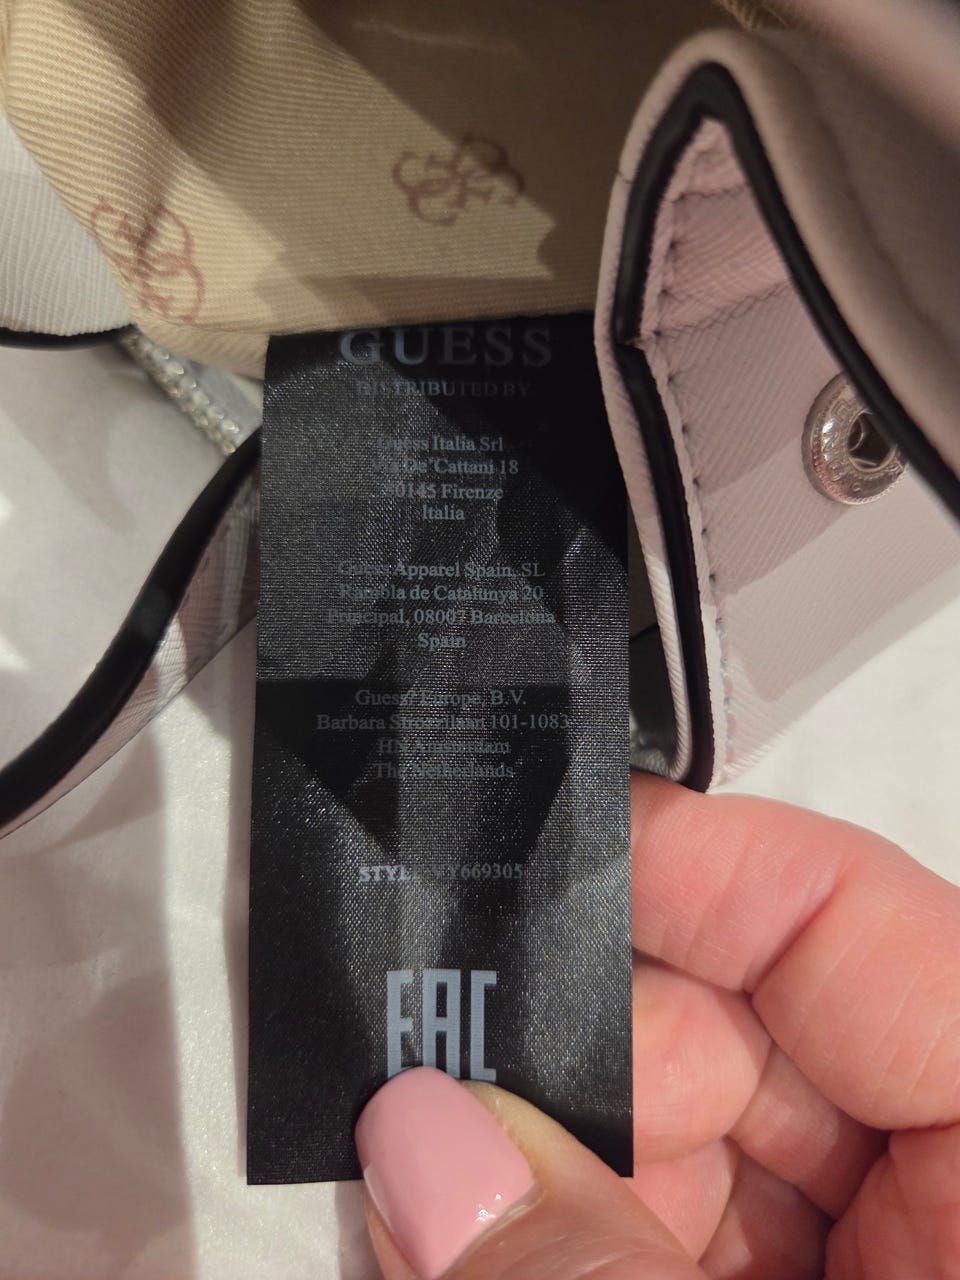 GUESS
DISTRIBUTED BY
Guess Italia Srl
Via De'Cattani 18
50145 Firenze
Italia
Guess Apparel Spain, SL
Rambla de Catalunya 20
Principal, 08007 Barcelona
Spain
Guess? Europe, B.V.
Barbara Strozzilaan 101-1083
HN Amsterdam
The Netherlands
STYLE
EAC